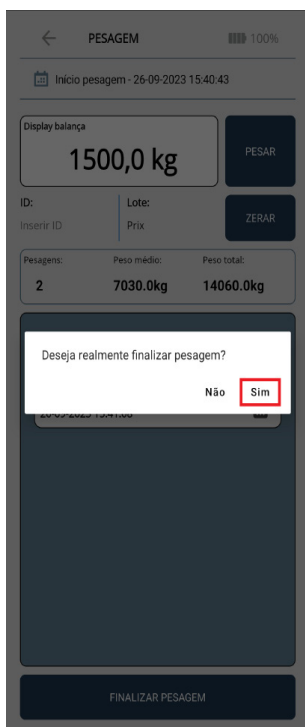 PESAGEM 100%
Início pesagem - 26-09-2023 15:40:43
Display balança
1500,0 kg
PESAR
ID:
Inserir ID
Lote:
Prix
ZERAR
Pesagens: Peso médio: Peso total:
2 7030.0kg 14060.0kg
Deseja realmente finalizar pesagem?
Não Sim
FINALIZAR PESAGEM